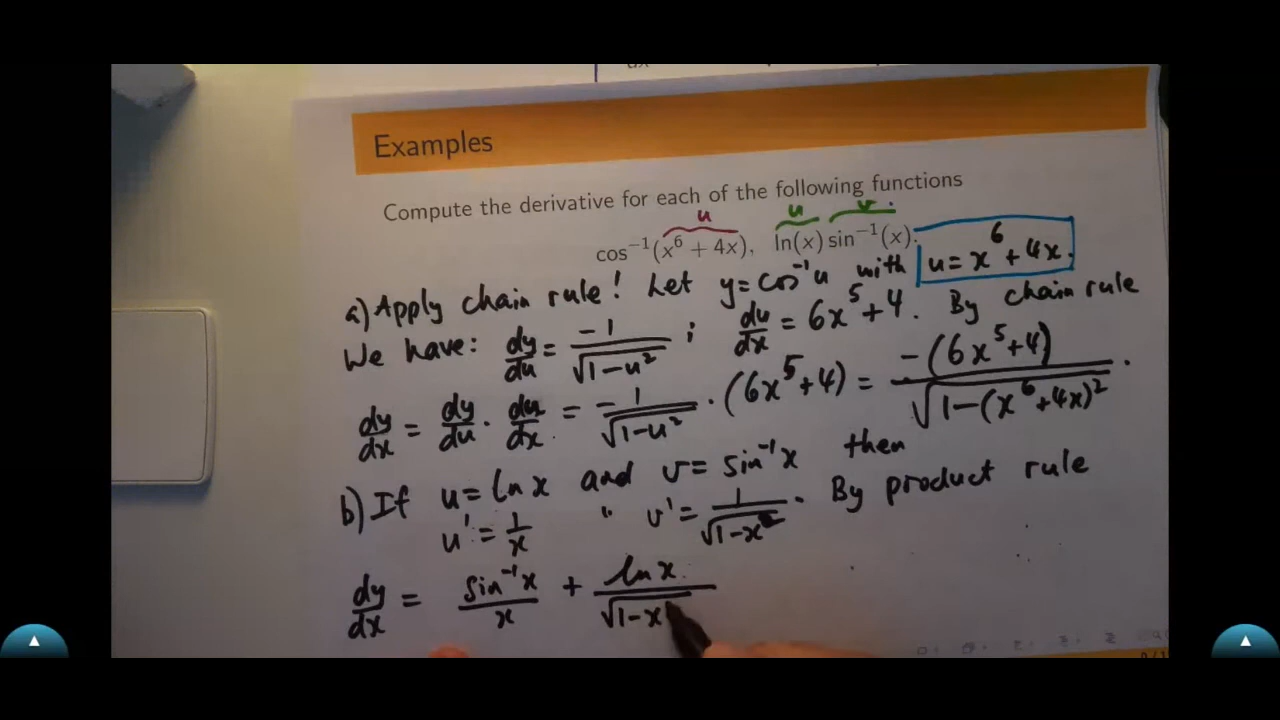 Examples
Compute the derivative for each of the following functions
u u v
cos⁻¹(x⁶ + 4x), ln(x) sin⁻¹(x).
u = x⁶ + 4x.
a) Apply chain rule! Let y = cos⁻¹u with
We have: dy/du = -1/√(1-u²) ; du/dx = 6x⁵+4. By chain rule
dy/dx = dy/du · du/dx = -1/√(1-u²) · (6x⁵+4) = -(6x⁵+4)/√(1-(x⁶+4x)²).
b) If u = ln x and v = sin⁻¹x then
u' = 1/x " v' = 1/√(1-x²). By product rule
dy/dx = sin⁻¹x/x + ln x/√(1-x